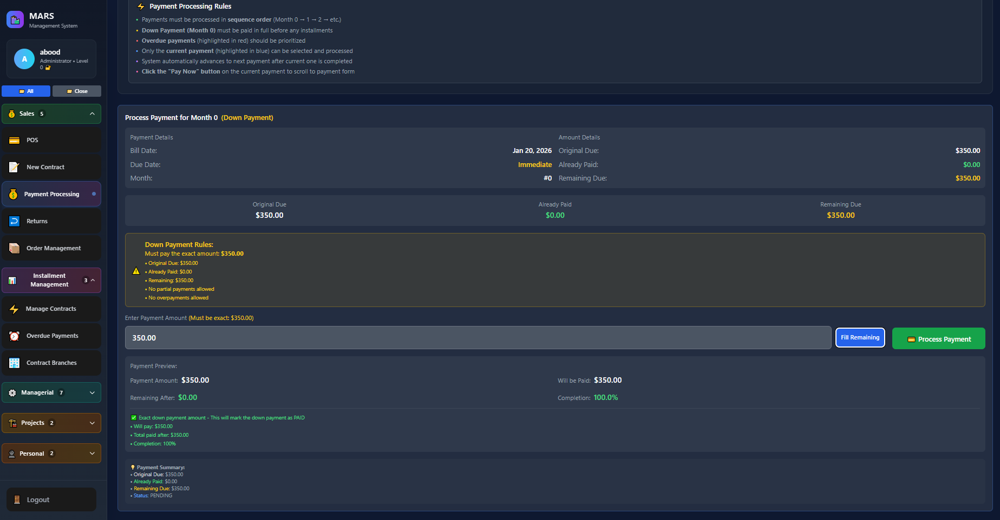 MARS
Management System
A
abood
Administrator • Level
0
All
Close
Sales 5
POS
New Contract
Payment Processing
Returns
Order Management
Installment
Management
3
Manage Contracts
Overdue Payments
Contract Branches
Managerial 7
Projects 2
Personal 2
Logout
Payment Processing Rules
• Payments must be processed in sequence order (Month 0 → 1 → 2 → etc.)
• Down Payment (Month 0) must be paid in full before any installments
• Overdue payments (highlighted in red) should be prioritized
• Only the current payment (highlighted in blue) can be selected and processed
• System automatically advances to next payment after current one is completed
• Click the "Pay Now" button on the current payment to scroll to payment form
Process Payment for Month 0 (Down Payment)
Payment Details
Bill Date: Jan 20, 2026
Due Date: Immediate
Month: #0
Amount Details
Original Due: $350.00
Already Paid: $0.00
Remaining Due: $350.00
Original Due
$350.00
Already Paid
$0.00
Remaining Due
$350.00
Down Payment Rules:
Must pay the exact amount: $350.00
• Original Due: $350.00
• Already Paid: $0.00
• Remaining: $350.00
• No partial payments allowed
• No overpayments allowed
Enter Payment Amount (Must be exact: $350.00)
350.00
Fill Remaining
Process Payment
Payment Preview:
Payment Amount: $350.00
Will be Paid: $350.00
Remaining After: $0.00
Completion: 100.0%
Exact down payment amount - This will mark the down payment as PAID
• Will pay: $350.00
• Total paid after: $350.00
• Completion: 100%
Payment Summary:
• Original Due: $350.00
• Already Paid: $0.00
• Remaining Due: $350.00
• Status: PENDING